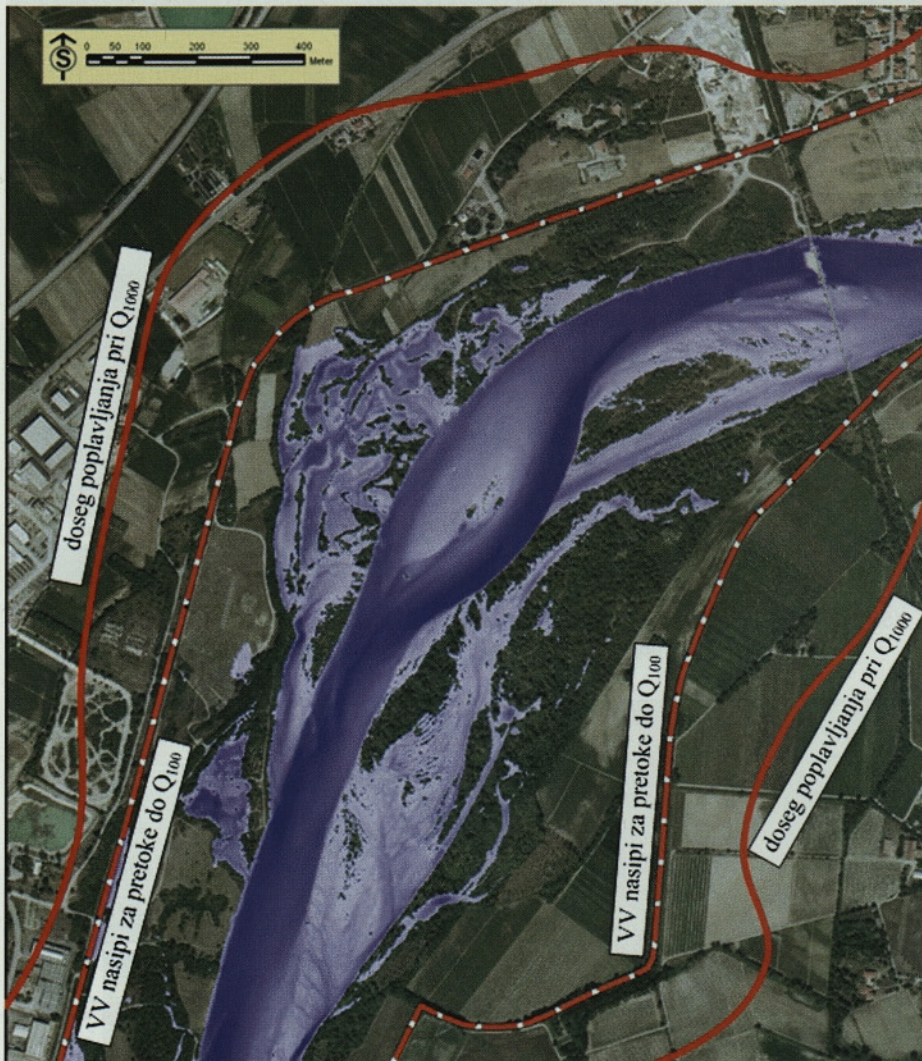 S
0 50 100 200 300 400
Meter
doseg poplavljanja pri Q1000
VV nasipi za pretoke do Q100
VV nasipi za pretoke do Q100
doseg poplavljanja pri Q1000